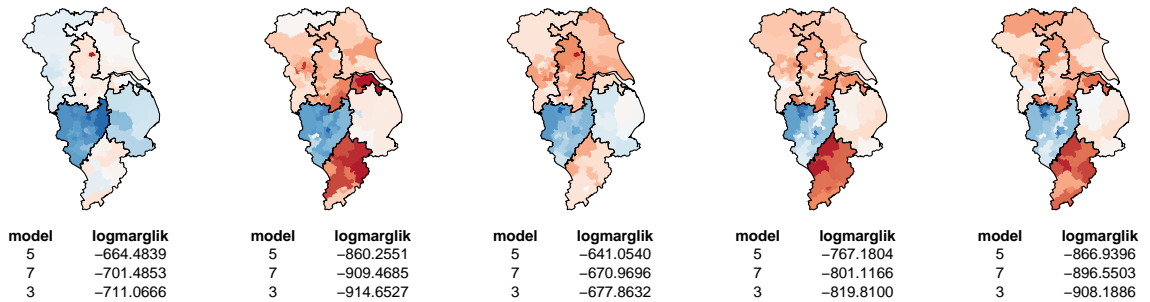 model logmarglik model logmarglik model logmarglik model logmarglik model logmarglik
5 −664.4839 5 −860.2551 5 −641.0540 5 −767.1804 5 −866.9396
7 −701.4853 7 −909.4685 7 −670.9696 7 −801.1166 7 −896.5503
3 −711.0666 3 −914.6527 3 −677.8632 3 −819.8100 3 −908.1886